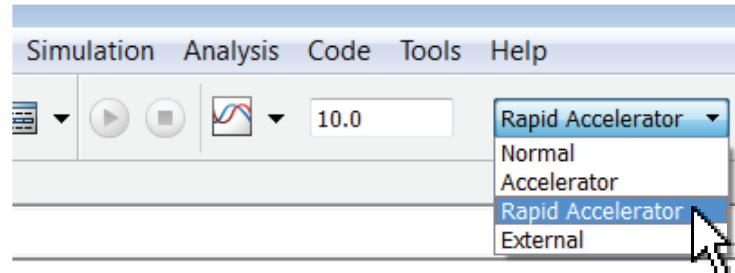 Simulation Analysis Code Tools Help
10.0 Rapid Accelerator
Normal
Accelerator
Rapid Accelerator
External